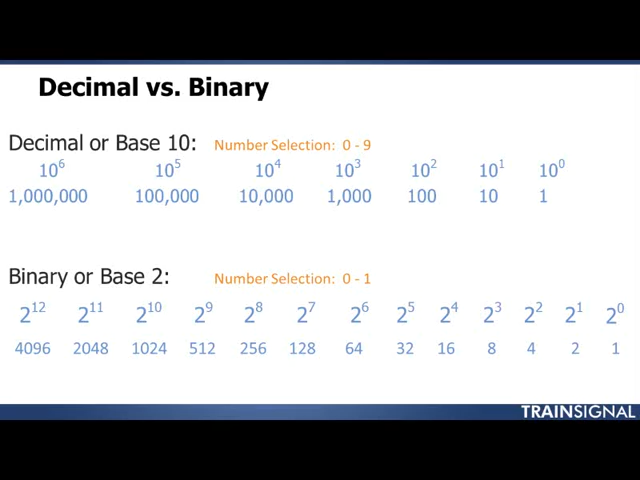 Decimal vs. Binary
Decimal or Base 10: Number Selection: 0 - 9
10⁶ 10⁵ 10⁴ 10³ 10² 10¹ 10⁰
1,000,000 100,000 10,000 1,000 100 10 1
Binary or Base 2: Number Selection: 0 - 1
2¹² 2¹¹ 2¹⁰ 2⁹ 2⁸ 2⁷ 2⁶ 2⁵ 2⁴ 2³ 2² 2¹ 2⁰
4096 2048 1024 512 256 128 64 32 16 8 4 2 1
TRAINSIGNAL